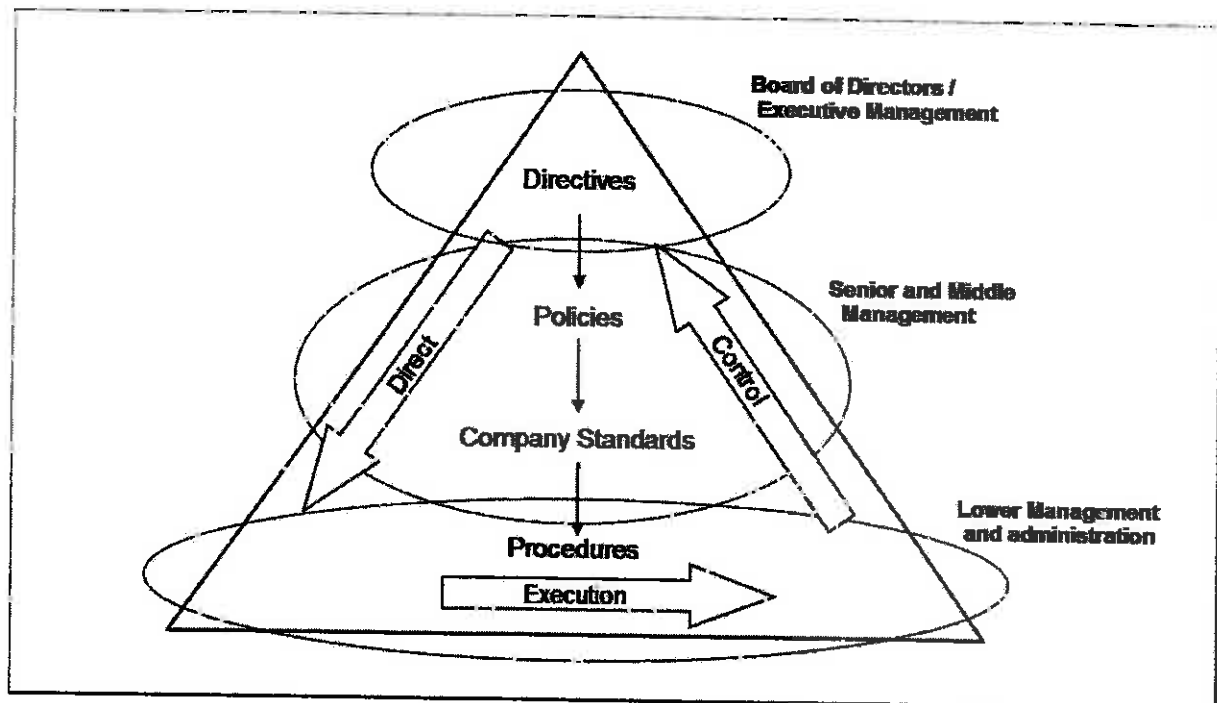 Board of Directors /
Executive Management
Directives
Senior and Middle
Management
Policies
Direct
Control
Company Standards
Lower Management
and administration
Procedures
Execution